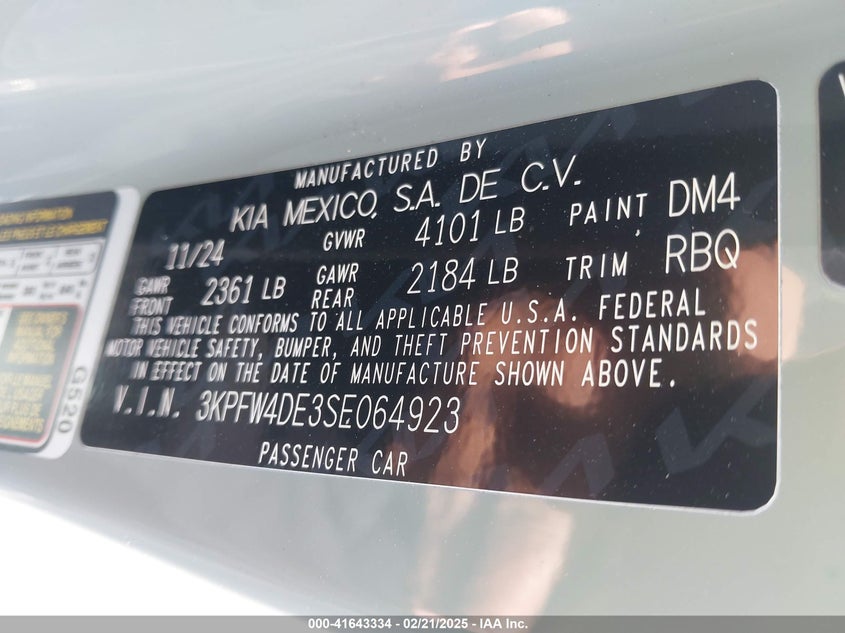 MANUFACTURED BY
KIA MEXICO, S.A. DE C.V.
11/24 GVWR 4101 LB PAINT DM4
GAWR FRONT 2361 LB GAWR REAR 2184 LB TRIM RBQ
THIS VEHICLE CONFORMS TO ALL APPLICABLE U.S.A. FEDERAL
MOTOR VEHICLE SAFETY, BUMPER, AND THEFT PREVENTION STANDARDS
IN EFFECT ON THE DATE OF MANUFACTURE SHOWN ABOVE.
V.I.N. 3KPFW4DE3SE064923
PASSENGER CAR
G520
000-41643334 / 02/21/2025 - IAA Inc.